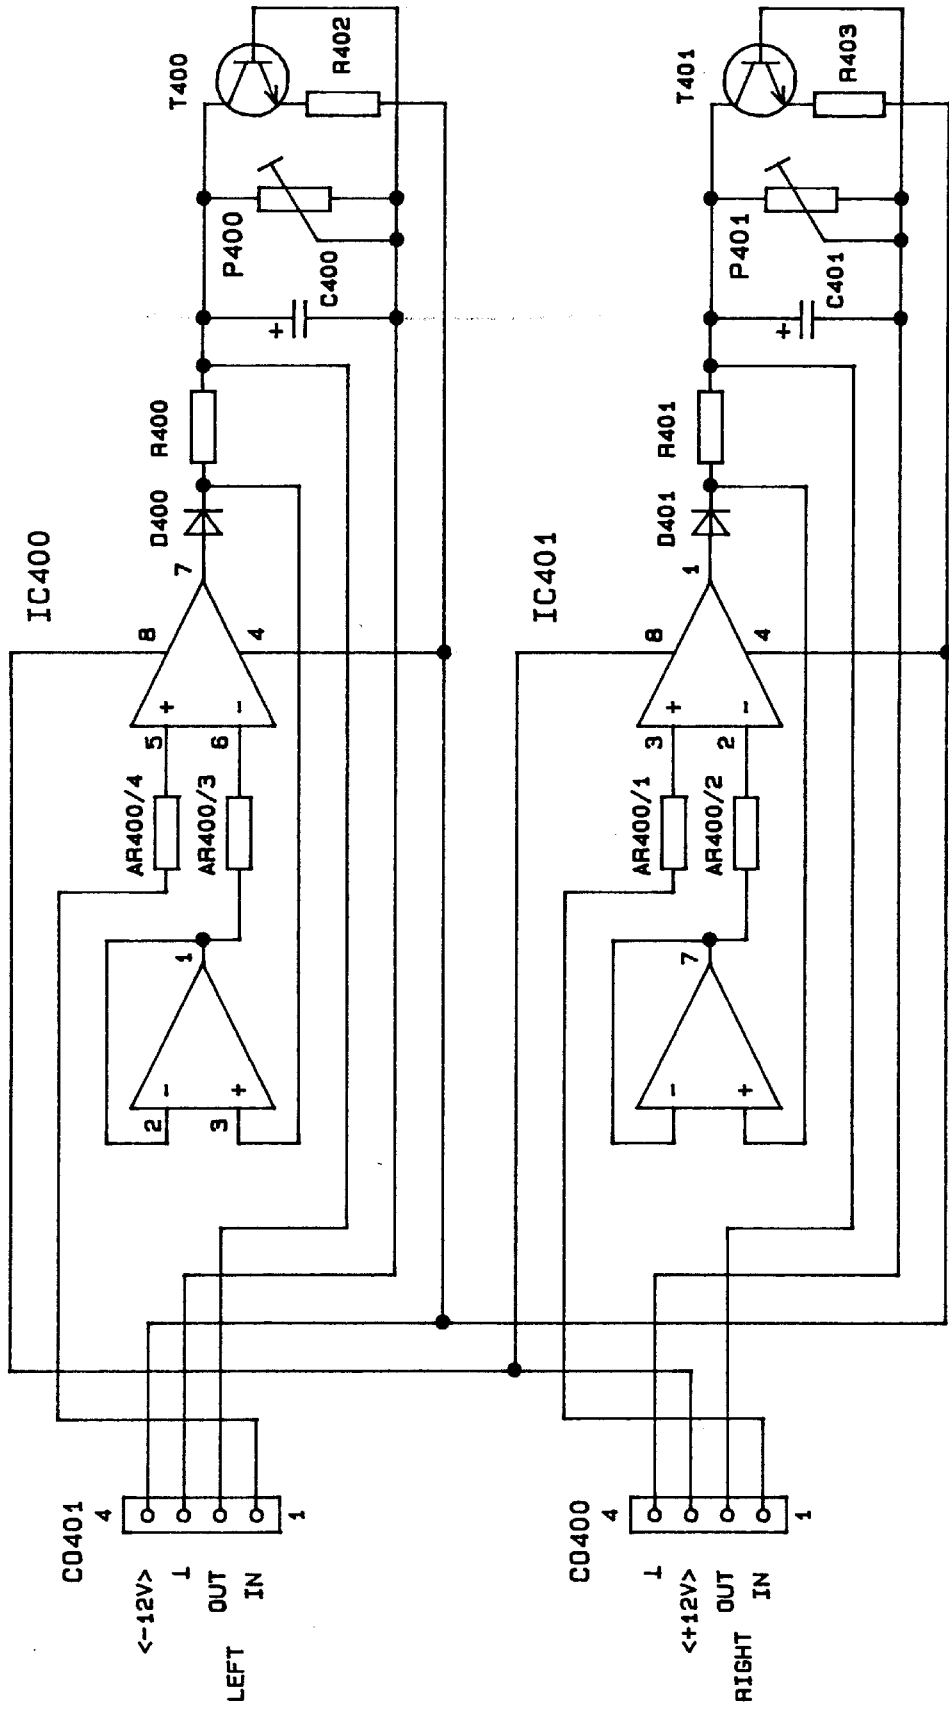 IC400
CO401
4
1
<-12V>
⊥
OUT
IN
LEFT
2
-
3
+
1
AR400/4
AR400/3
5
+
6
-
8
4
7
D400
R400
+
C400
P400
T400
R402
IC401
CO400
4
1
⊥
<+12V>
OUT
IN
RIGHT
-
+
7
AR400/1
AR400/2
3
+
2
-
8
4
1
D401
R401
+
C401
P401
T401
R403